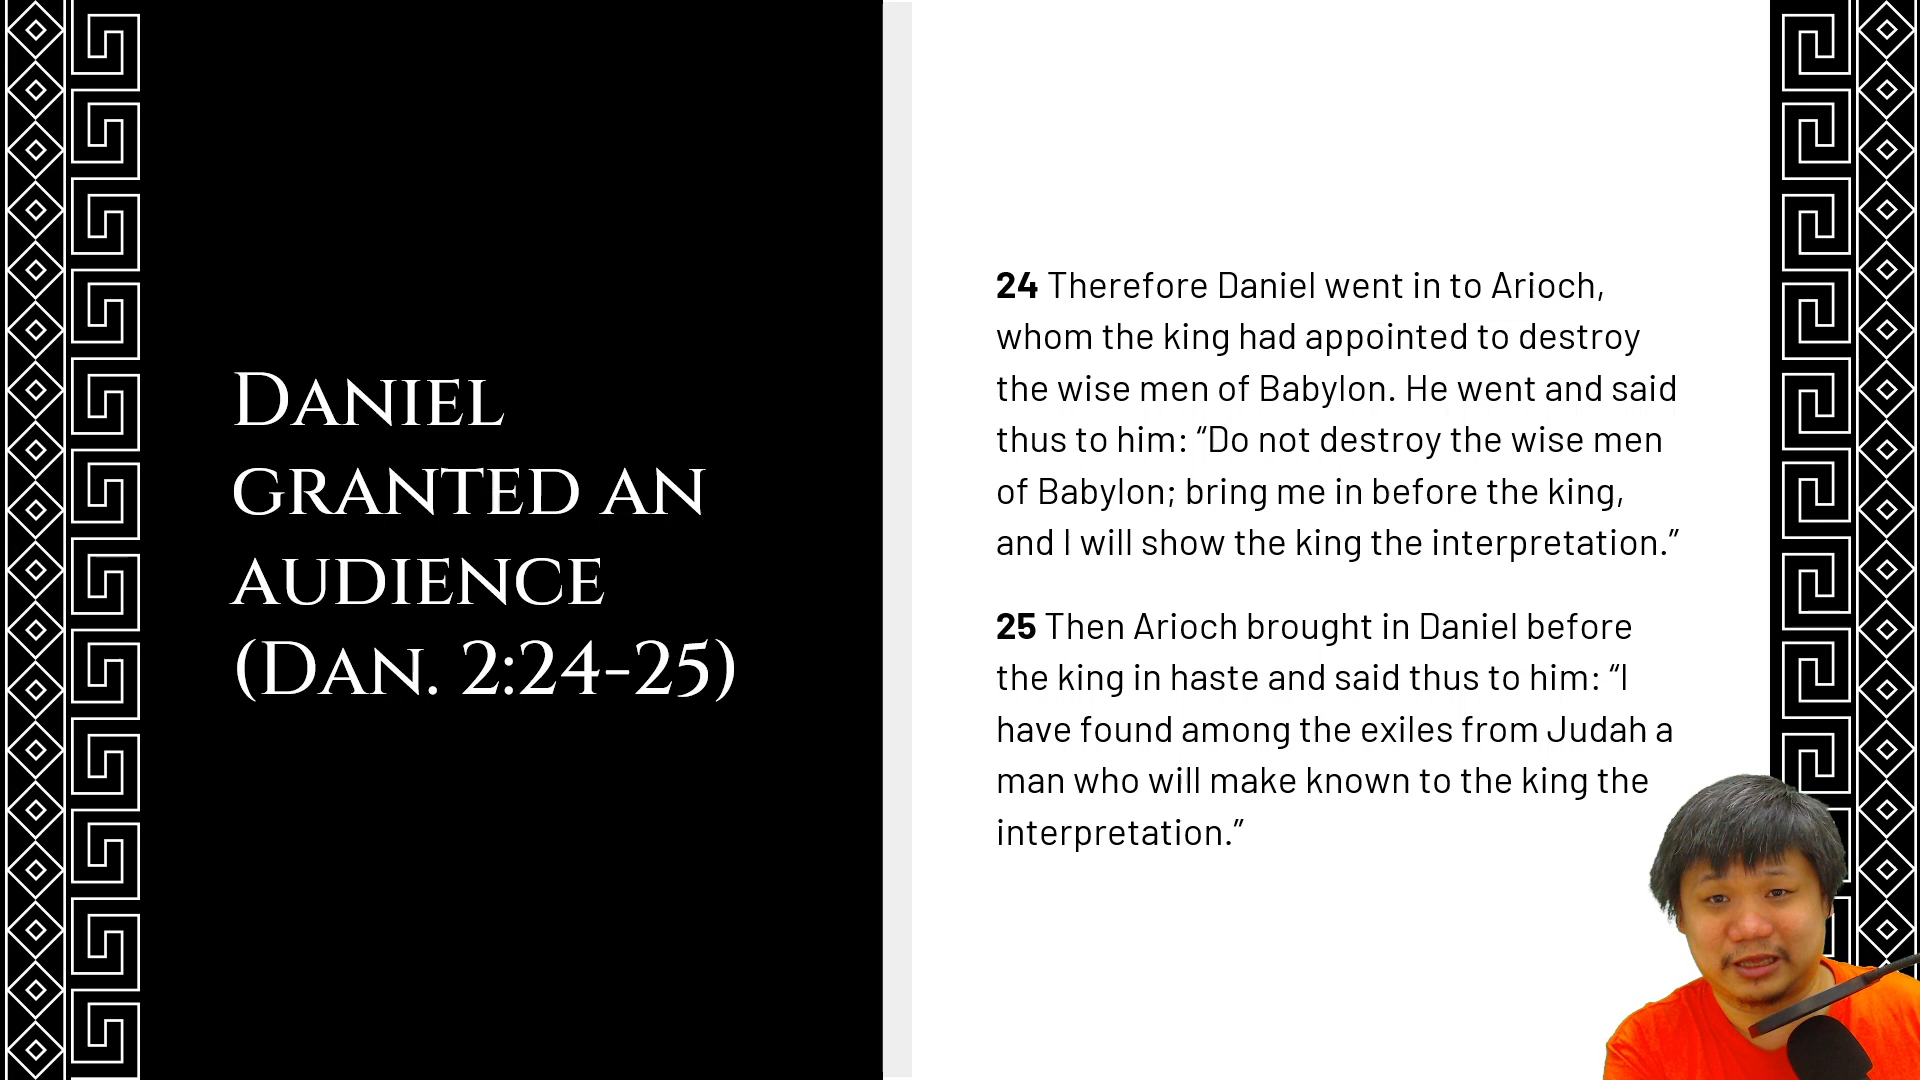 DANIEL
GRANTED AN
AUDIENCE
(DAN. 2:24-25)
24 Therefore Daniel went in to Arioch,
whom the king had appointed to destroy
the wise men of Babylon. He went and said
thus to him: “Do not destroy the wise men
of Babylon; bring me in before the king,
and I will show the king the interpretation.”
25 Then Arioch brought in Daniel before
the king in haste and said thus to him: “I
have found among the exiles from Judah a
man who will make known to the king the
interpretation.”